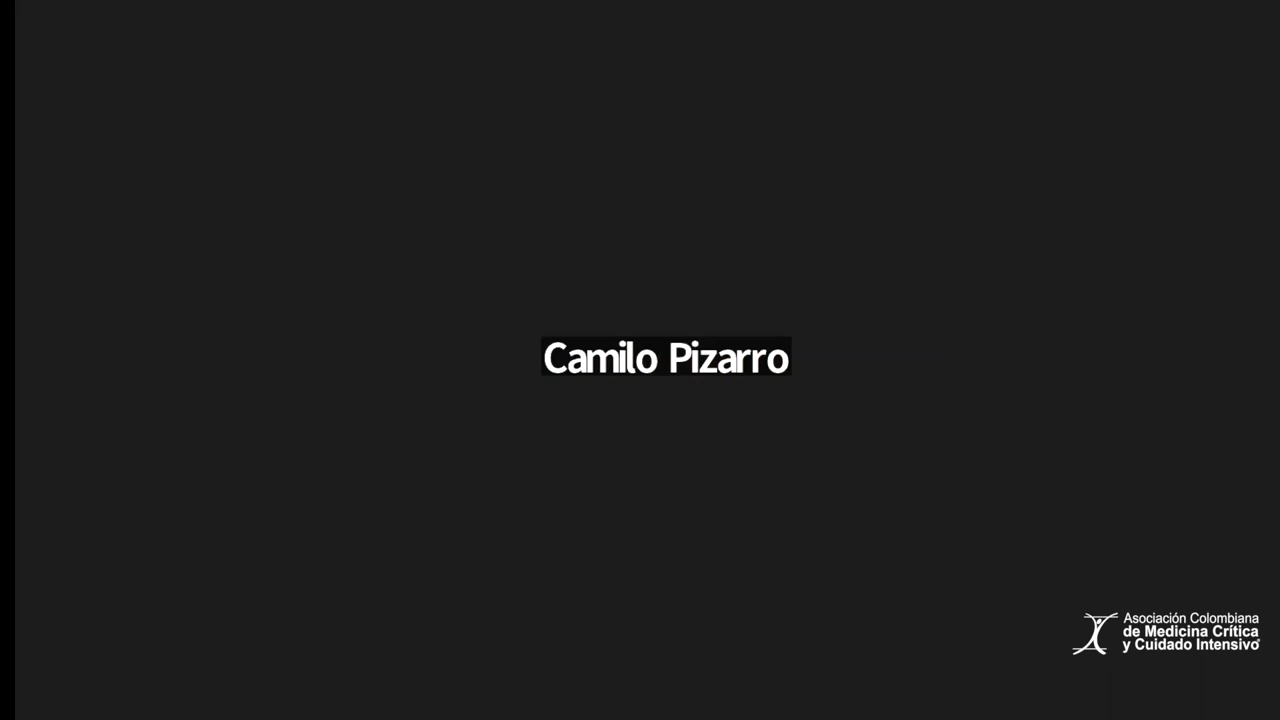 Camilo Pizarro
Asociación Colombiana
de Medicina Crítica
y Cuidado Intensivo